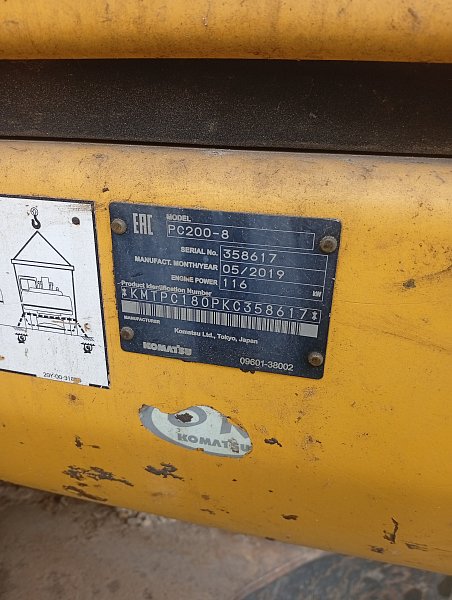 EAC
MODEL
PC200-8
SERIAL No. 358617
MANUFACT. MONTH/YEAR 05/2019
ENGINE POWER 116 kW
Product Identification Number
*KMTPC180PKC358617*
MANUFACTURER
Komatsu Ltd., Tokyo, Japan
KOMATSU 09601-38002
OK
KOMATSU